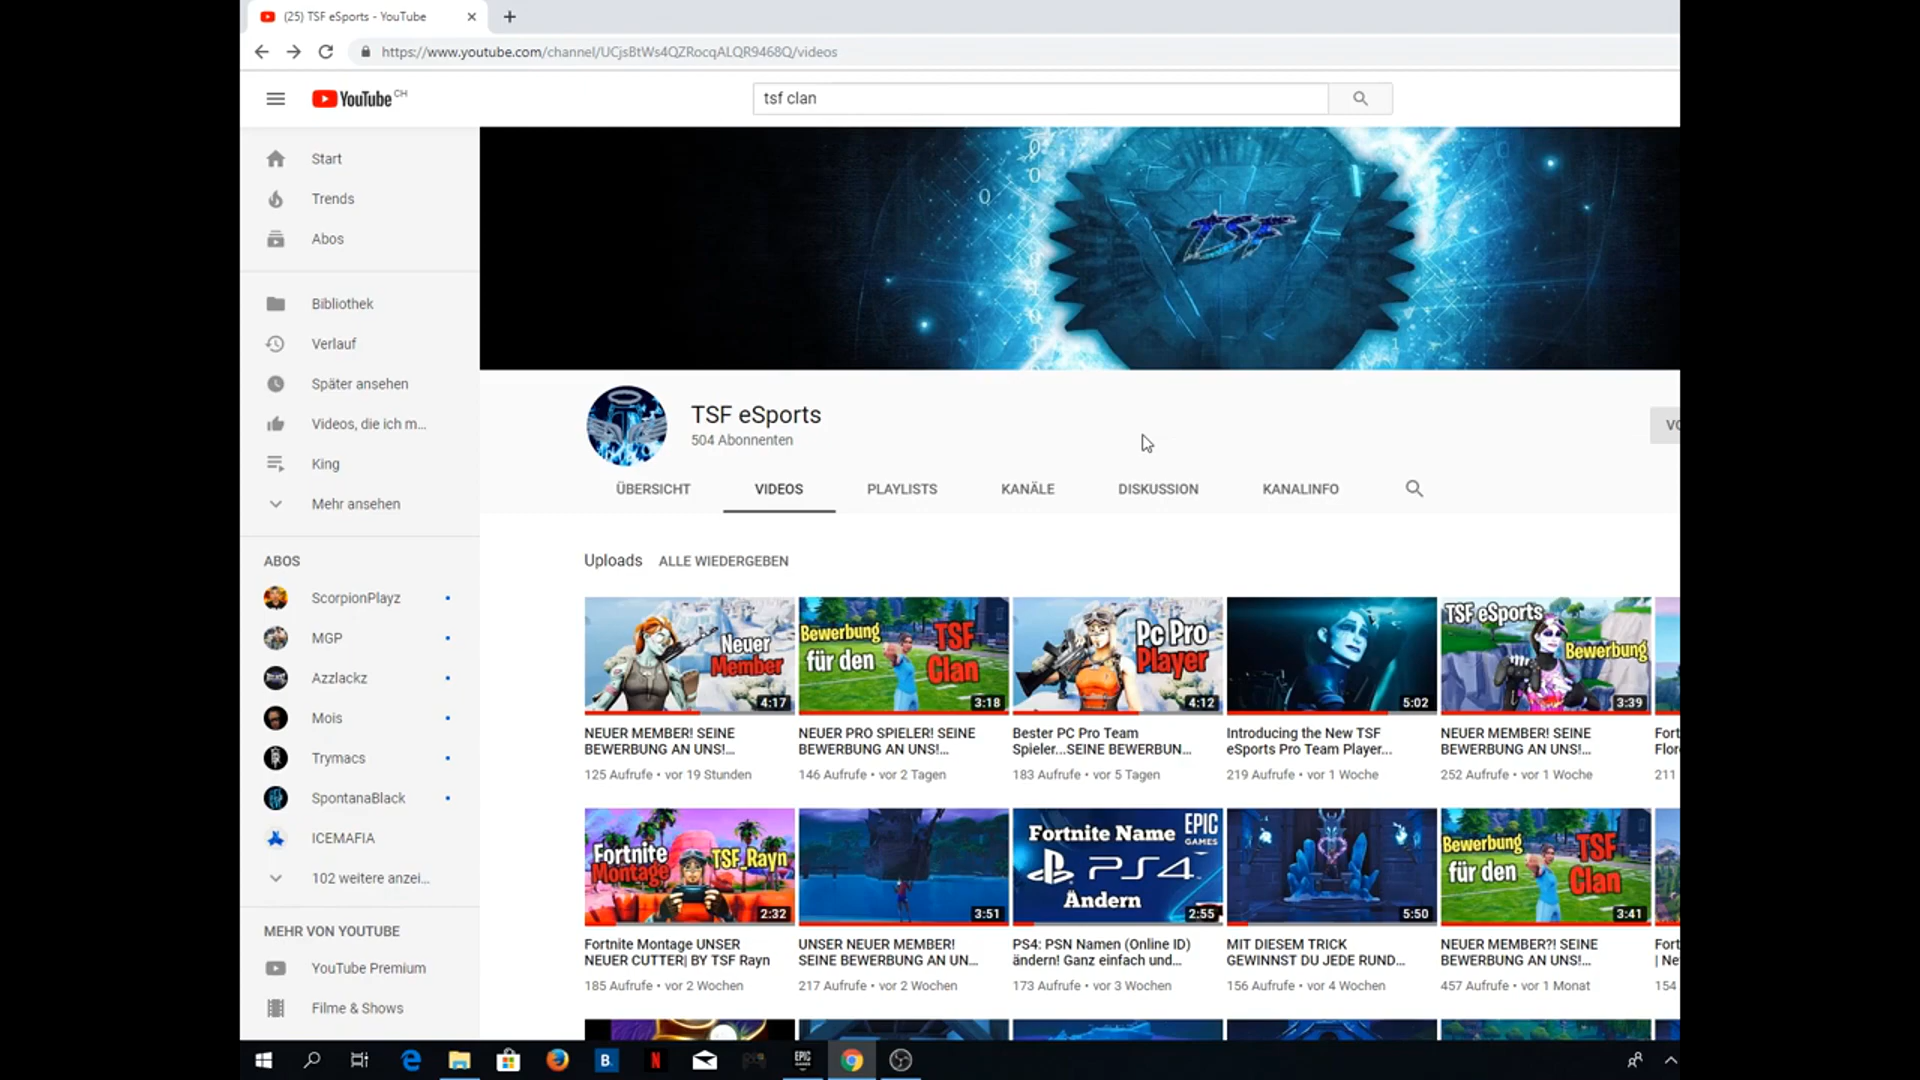 (25) TSF eSports - YouTube
https://www.youtube.com/channel/UCjsBtWs4QZRocqALQR9468Q/videos
YouTube CH
tsf clan
Start
Trends
Abos
Bibliothek
Verlauf
Später ansehen
Videos, die ich m...
King
Mehr ansehen
ABOS
ScorpionPlayz
MGP
Azzlackz
Mois
Trymacs
SpontanaBlack
ICEMAFIA
102 weitere anzei...
MEHR VON YOUTUBE
YouTube Premium
Filme & Shows
TSF
TSF eSports
504 Abonnenten
VO
ÜBERSICHT VIDEOS PLAYLISTS KANÄLE DISKUSSION KANALINFO
Uploads ALLE WIEDERGEBEN
Neuer
Member
4:17
NEUER MEMBER! SEINE
BEWERBUNG AN UNS!...
125 Aufrufe • vor 19 Stunden
Bewerbung
für den
TSF
Clan
3:18
NEUER PRO SPIELER! SEINE
BEWERBUNG AN UNS!...
146 Aufrufe • vor 2 Tagen
Pc Pro
Player
4:12
Bester PC Pro Team
Spieler...SEINE BEWERBUN...
183 Aufrufe • vor 5 Tagen
5:02
Introducing the New TSF
eSports Pro Team Player...
219 Aufrufe • vor 1 Woche
TSF eSports
Bewerbung
3:39
NEUER MEMBER! SEINE
BEWERBUNG AN UNS!...
252 Aufrufe • vor 1 Woche
Fort
Flor
211
Fortnite
Montage
TSF Rayn
2:32
Fortnite Montage UNSER
NEUER CUTTER| BY TSF Rayn
185 Aufrufe • vor 2 Wochen
3:51
UNSER NEUER MEMBER!
SEINE BEWERBUNG AN UN...
217 Aufrufe • vor 2 Wochen
Fortnite Name
EPIC
GAMES
PS4
Ändern
2:55
PS4: PSN Namen (Online ID)
ändern! Ganz einfach und...
173 Aufrufe • vor 3 Wochen
5:50
MIT DIESEM TRICK
GEWINNST DU JEDE RUND...
156 Aufrufe • vor 4 Wochen
Bewerbung
für den
TSF
Clan
3:41
NEUER MEMBER?! SEINE
BEWERBUNG AN UNS!...
457 Aufrufe • vor 1 Monat
Fort
| Ne
154
B.
N
EPIC